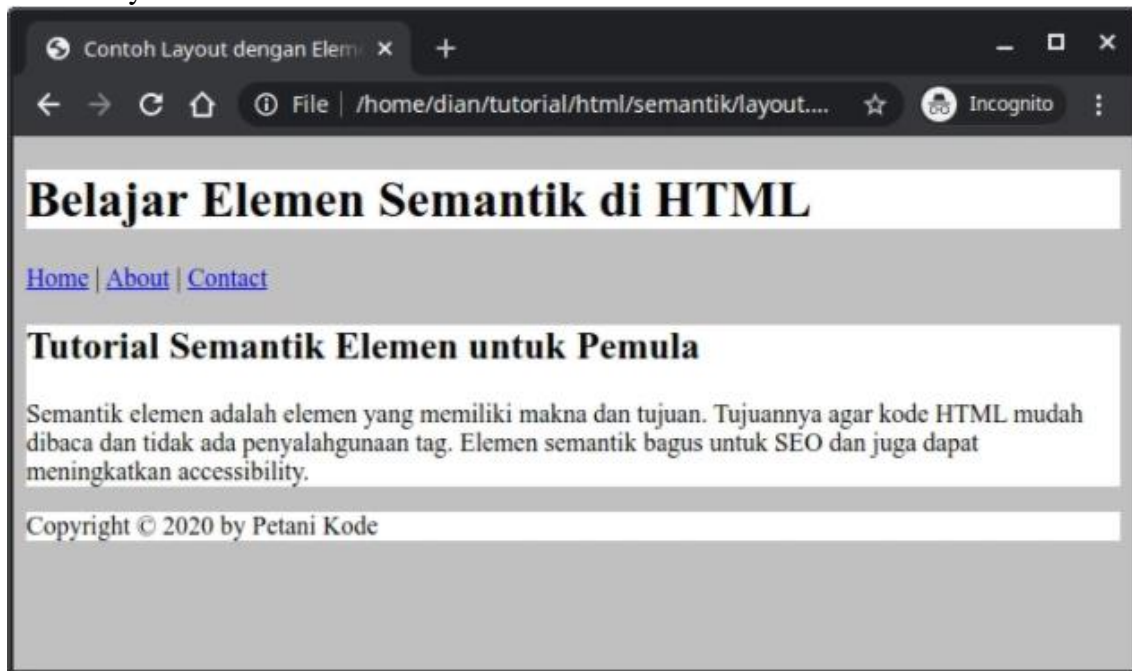 Contoh Layout dengan Elem
File | /home/dian/tutorial/html/semantik/layout.... Incognito
Belajar Elemen Semantik di HTML
Home | About | Contact
Tutorial Semantik Elemen untuk Pemula
Semantik elemen adalah elemen yang memiliki makna dan tujuan. Tujuannya agar kode HTML mudah
dibaca dan tidak ada penyalahgunaan tag. Elemen semantik bagus untuk SEO dan juga dapat
meningkatkan accessibility.
Copyright © 2020 by Petani Kode